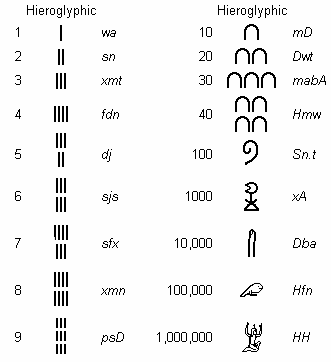 Hieroglyphic Hieroglyphic
1 𓏺 wa 10 𓎆 mD
2 𓏻 sn 20 𓎇 Dwt
3 𓏼 xmt 30 𓎈 mabA
4 𓏽 fdn 40 𓎉 Hmw
5 𓏾 dj 100 𓍢 Sn.t
6 𓏿 sjs 1000 𓆼 xA
7 𓐀 sfx 10,000 𓂭 Dba
8 𓐁 xmn 100,000 𓆐 Hfn
9 𓐂 psD 1,000,000 𓁨 HH